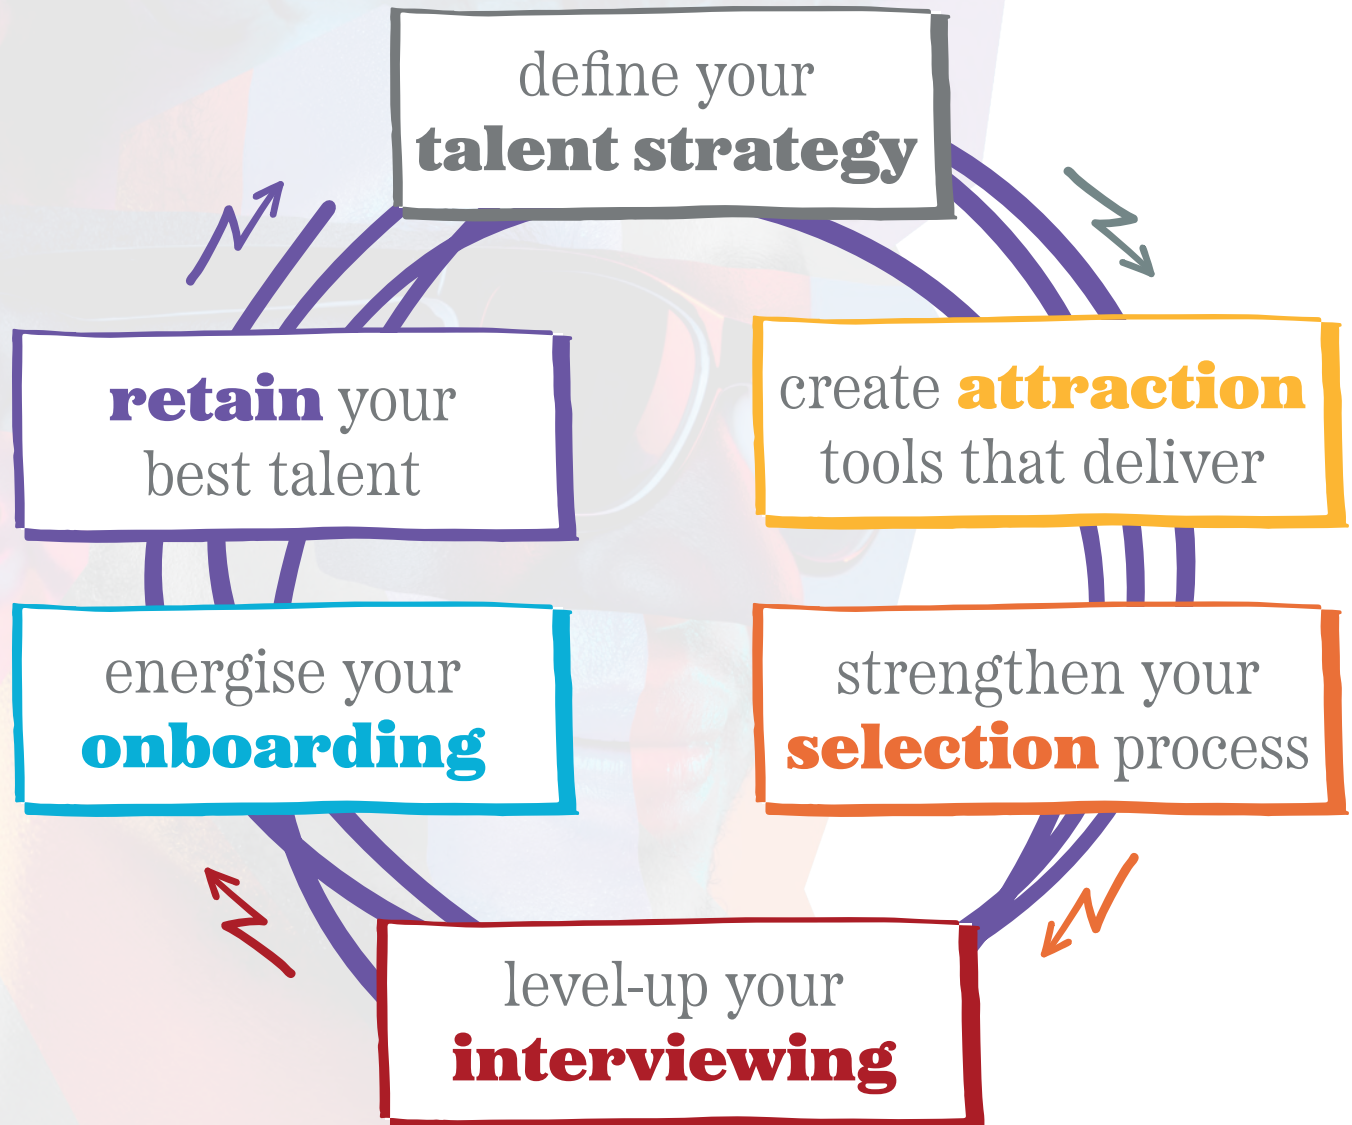 define your
talent strategy
create attraction
tools that deliver
strengthen your
selection process
level-up your
interviewing
energise your
onboarding
retain your
best talent